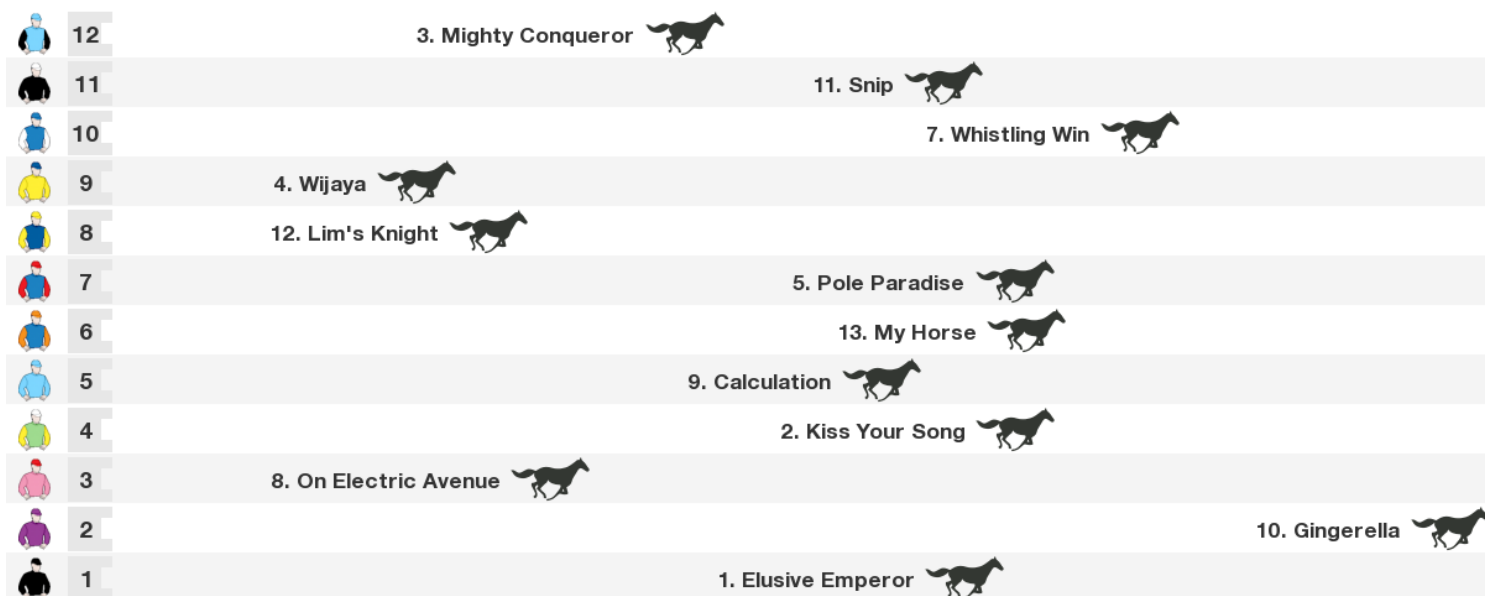 12 3. Mighty Conqueror
11 11. Snip
10 7. Whistling Win
9 4. Wijaya
8 12. Lim's Knight
7 5. Pole Paradise
6 13. My Horse
5 9. Calculation
4 2. Kiss Your Song
3 8. On Electric Avenue
2 10. Gingerella
1 1. Elusive Emperor